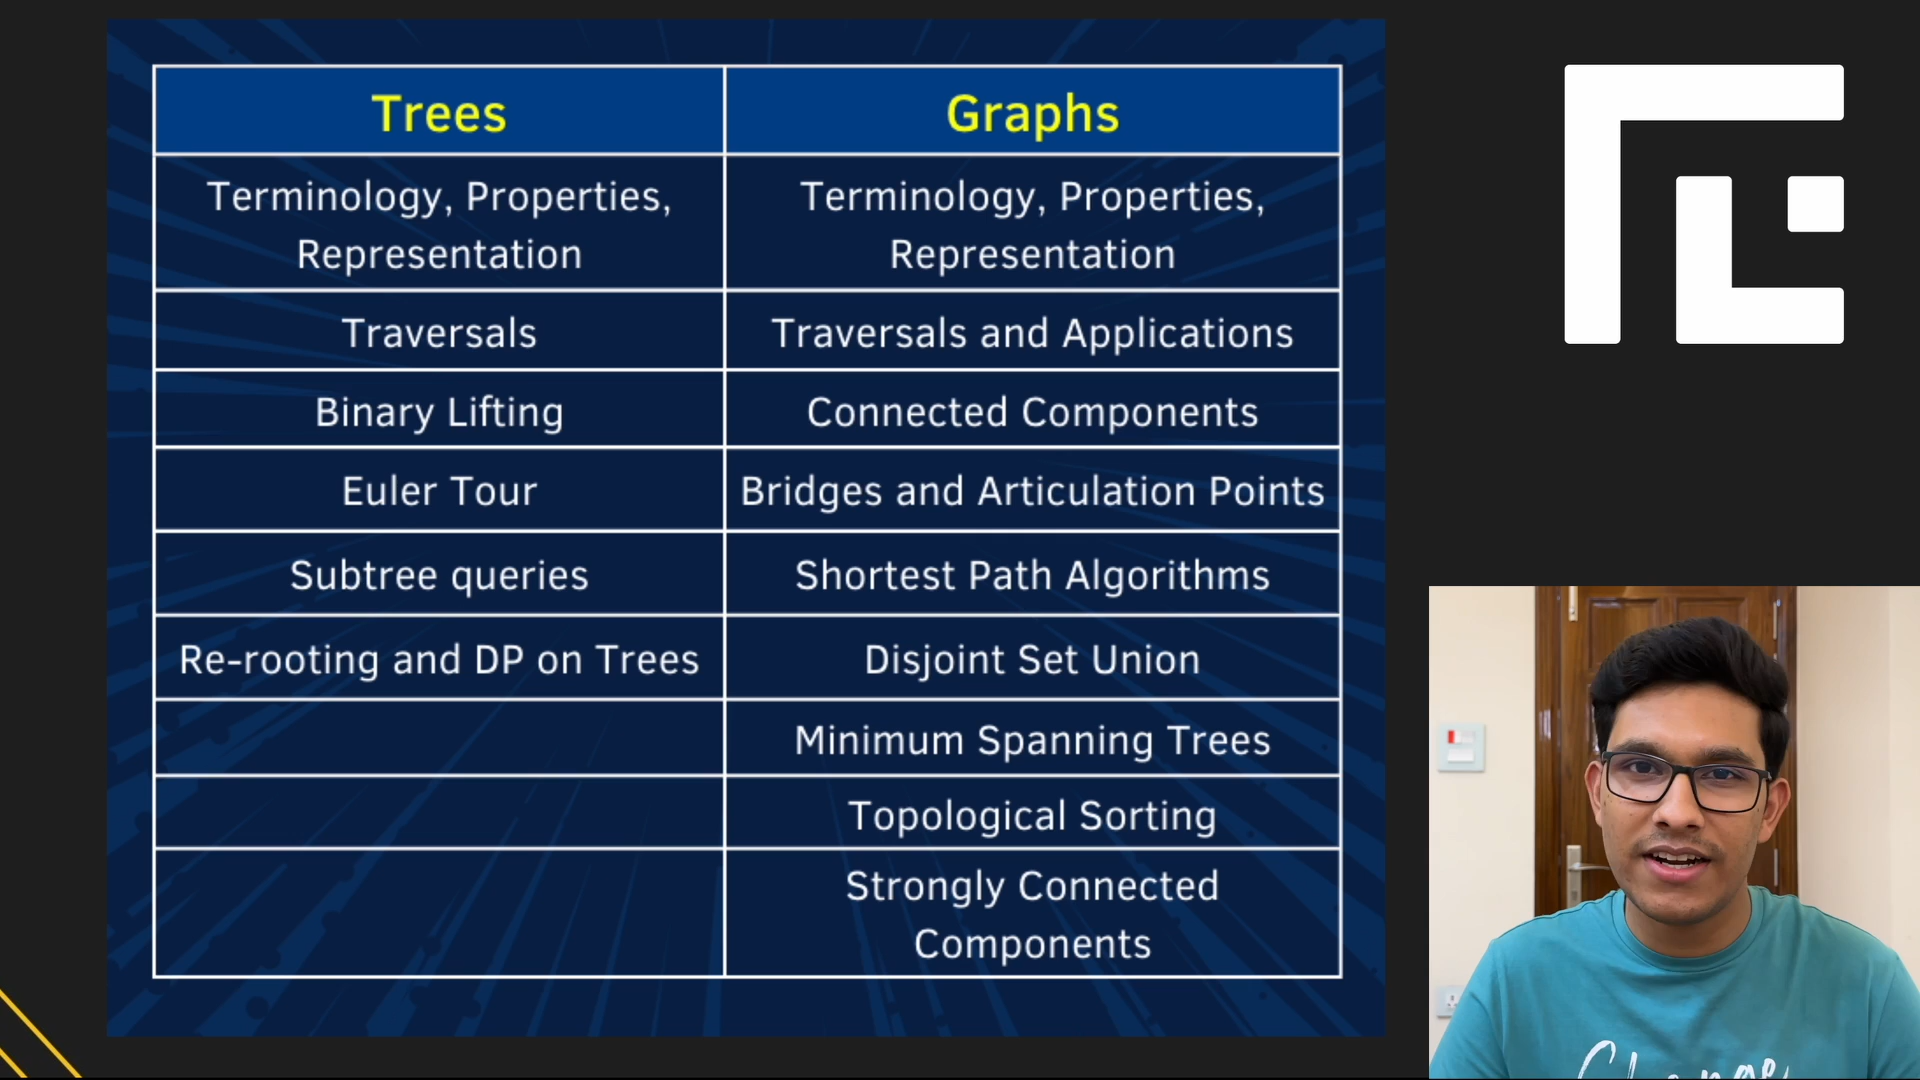 Trees
Graphs
Terminology, Properties,
Representation
Terminology, Properties,
Representation
Traversals
Traversals and Applications
Binary Lifting
Connected Components
Euler Tour
Bridges and Articulation Points
Subtree queries
Shortest Path Algorithms
Re-rooting and DP on Trees
Disjoint Set Union
Minimum Spanning Trees
Topological Sorting
Strongly Connected
Components
Change